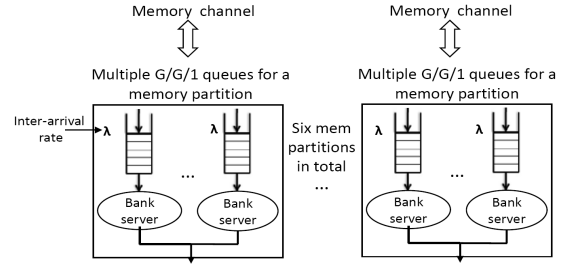 Memory channel
Memory channel
Multiple G/G/1 queues for a
memory partition
Multiple G/G/1 queues for a
memory partition
Inter-arrival
rate
λ
λ
λ
λ
Six mem
partitions
in total
...
...
...
Bank
server
Bank
server
Bank
server
Bank
server